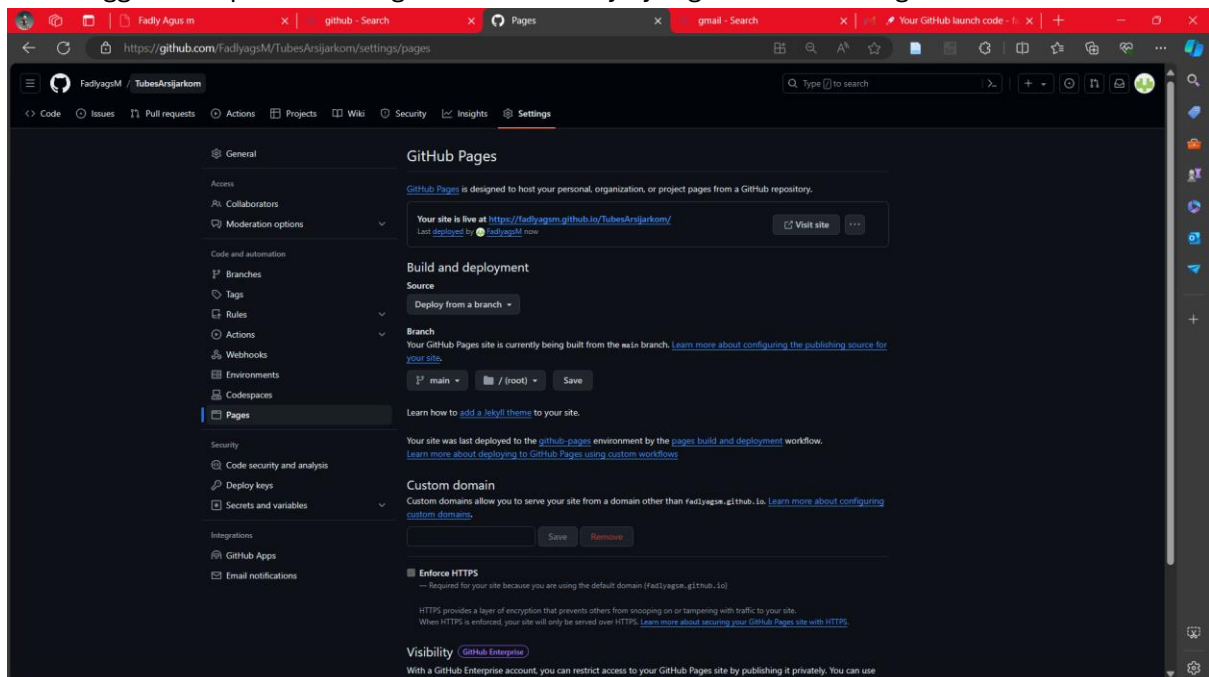 Fadly Agus m
github - Search
Pages
gmail - Search
Your GitHub launch code - f
https://github.com/FadlyagsM/TubesArsijarkom/settings/pages
FadlyagsM / TubesArsijarkom
Type / to search
Code
Issues
Pull requests
Actions
Projects
Wiki
Security
Insights
Settings
General
Access
Collaborators
Moderation options
Code and automation
Branches
Tags
Rules
Actions
Webhooks
Environments
Codespaces
Pages
Security
Code security and analysis
Deploy keys
Secrets and variables
Integrations
GitHub Apps
Email notifications
GitHub Pages
GitHub Pages is designed to host your personal, organization, or project pages from a GitHub repository.
Your site is live at https://fadlyagsm.github.io/TubesArsijarkom/
Last deployed by FadlyagsM now
Visit site
Build and deployment
Source
Deploy from a branch
Branch
Your GitHub Pages site is currently being built from the main branch. Learn more about configuring the publishing source for
your site.
main
/ (root)
Save
Learn how to add a Jekyll theme to your site.
Your site was last deployed to the github-pages environment by the pages build and deployment workflow.
Learn more about deploying to GitHub Pages using custom workflows
Custom domain
Custom domains allow you to serve your site from a domain other than fadlyagsm.github.io. Learn more about configuring
custom domains.
Save
Remove
Enforce HTTPS
— Required for your site because you are using the default domain (fadlyagsm.github.io)
HTTPS provides a layer of encryption that prevents others from snooping on or tampering with traffic to your site.
When HTTPS is enforced, your site will only be served over HTTPS. Learn more about securing your GitHub Pages site with HTTPS.
Visibility GitHub Enterprise
With a GitHub Enterprise account, you can restrict access to your GitHub Pages site by publishing it privately. You can use